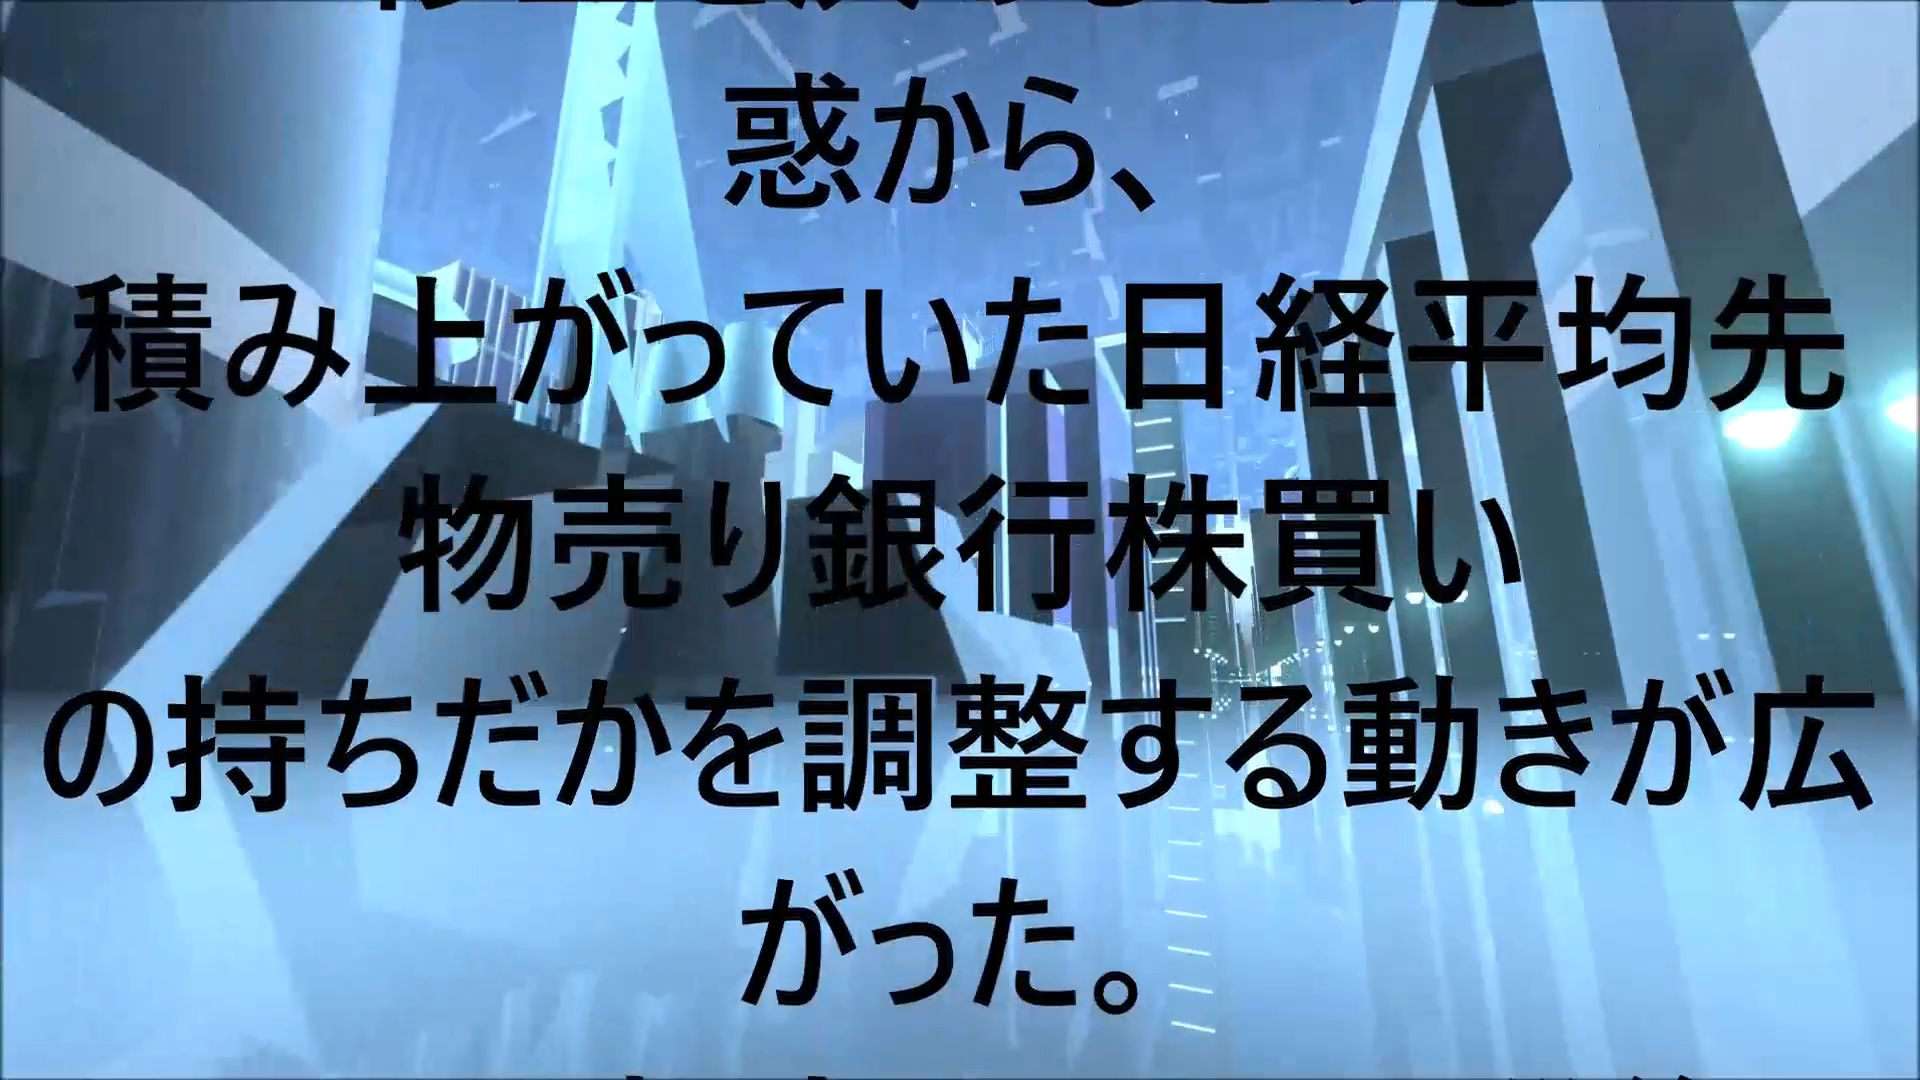 惑から、
積み上がっていた日経平均先
物売り銀行株買い
の持ちだかを調整する動きが広
がった。